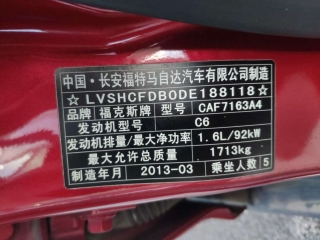 中国·长安福特马自达汽车有限公司制造
☆LVSHCFDB0DE188118☆
品牌 福克斯牌 型号 CAF7163A4
发动机型号 C6
发动机排量/最大净功率 1.6L/92kW
最大允许总质量 1713kg
制造年月 2013-03 乘坐人数 5